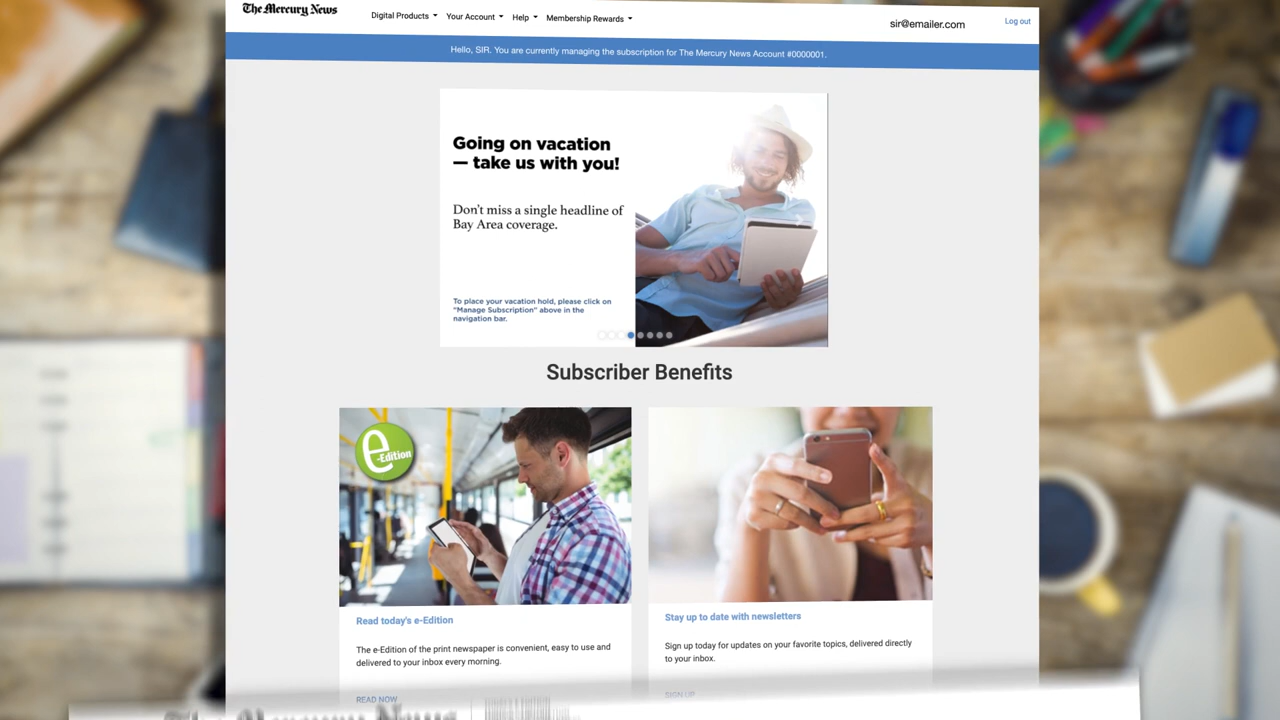 The Mercury News
Digital Products
Your Account
Help
Membership Rewards
sir@emailer.com
Log out
Hello, SIR. You are currently managing the subscription for The Mercury News Account #0000001.
Going on vacation
— take us with you!
Don't miss a single headline of
Bay Area coverage.
To place your vacation hold, please click on
"Manage Subscription" above in the
navigation bar.
Subscriber Benefits
e-Edition
Read today's e-Edition
The e-Edition of the print newspaper is convenient, easy to use and
delivered to your inbox every morning.
READ NOW
Stay up to date with newsletters
Sign up today for updates on your favorite topics, delivered directly
to your inbox.
SIGN UP
The Mercury News